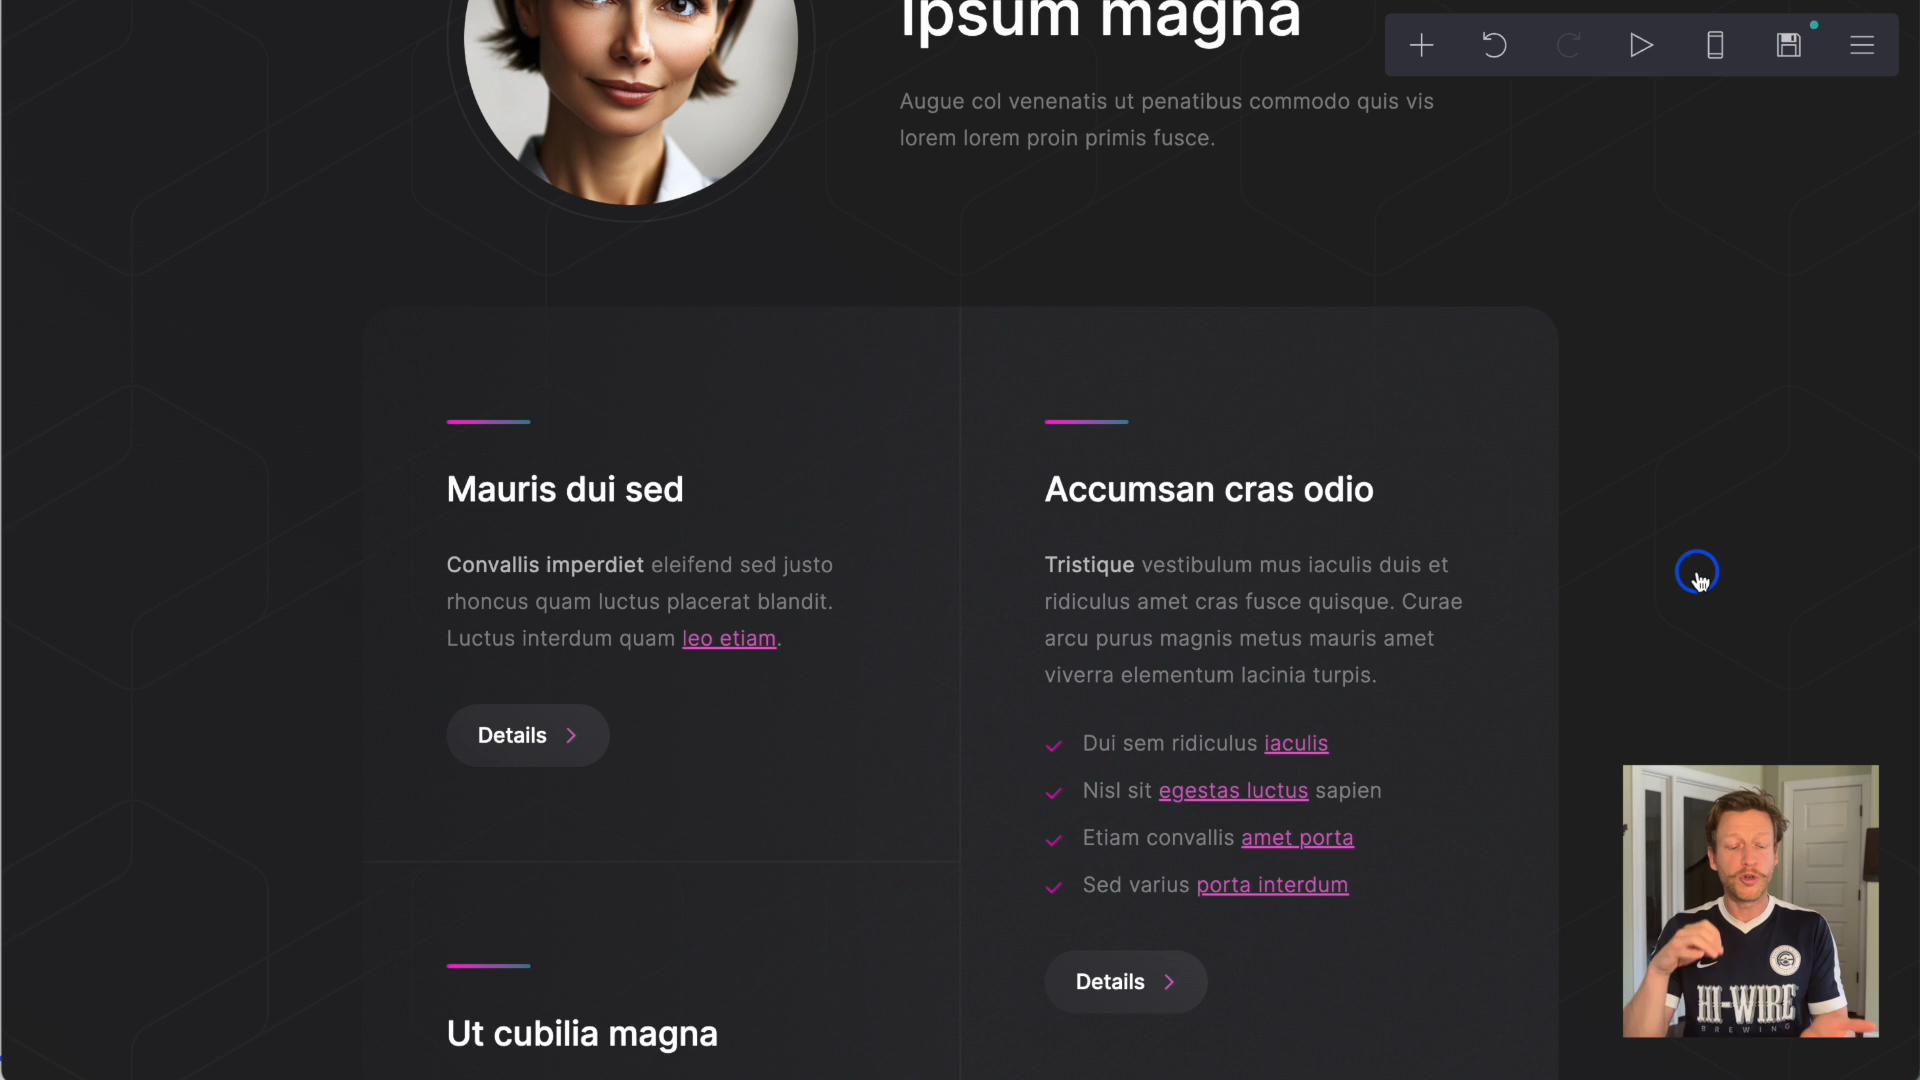 Ipsum magna
Augue col venenatis ut penatibus commodo quis vis
lorem lorem proin primis fusce.
Mauris dui sed
Convallis imperdiet eleifend sed justo
rhoncus quam luctus placerat blandit.
Luctus interdum quam leo etiam.
Details
Accumsan cras odio
Tristique vestibulum mus iaculis duis et
ridiculus amet cras fusce quisque. Curae
arcu purus magnis metus mauris amet
viverra elementum lacinia turpis.
Dui sem ridiculus iaculis
Nisl sit egestas luctus sapien
Etiam convallis amet porta
Sed varius porta interdum
Details
Ut cubilia magna
HI-WIRE
BREWING